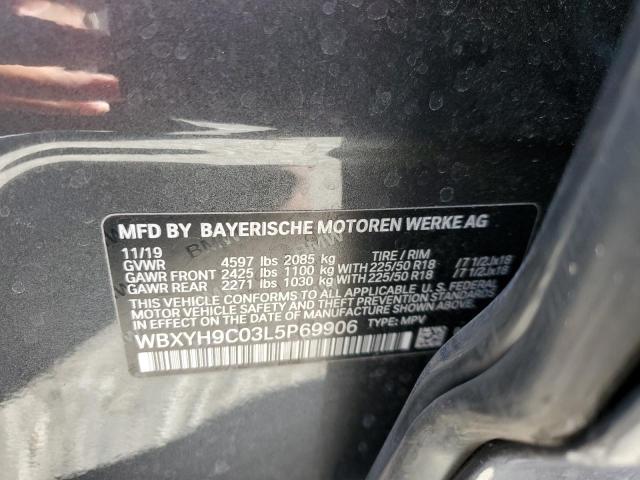 MFD BY BAYERISCHE MOTOREN WERKE AG
11/19 TIRE / RIM
GVWR 4597 lbs 2085 kg
GAWR FRONT 2425 lbs 1100 kg WITH 225/50 R18 /7 1/2Jx18
GAWR REAR 2271 lbs 1030 kg WITH 225/50 R18 /7 1/2Jx18
THIS VEHICLE CONFORMS TO ALL APPLICABLE U.S. FEDERAL
MOTOR VEHICLE SAFETY, BUMPER, AND THEFT PREVENTION
STANDARDS IN EFFECT ON THE DATE OF MANUFACTURE SHOWN ABOVE.
WBXYH9C03L5P69906 TYPE: MPV